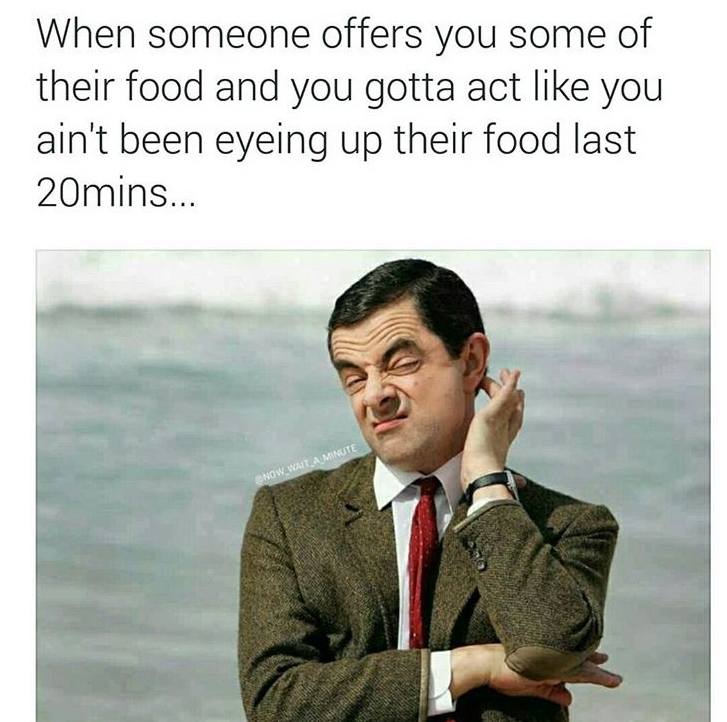 When someone offers you some of
their food and you gotta act like you
ain't been eyeing up their food last
20mins...
@NOW_WAIT_A_MINUTE